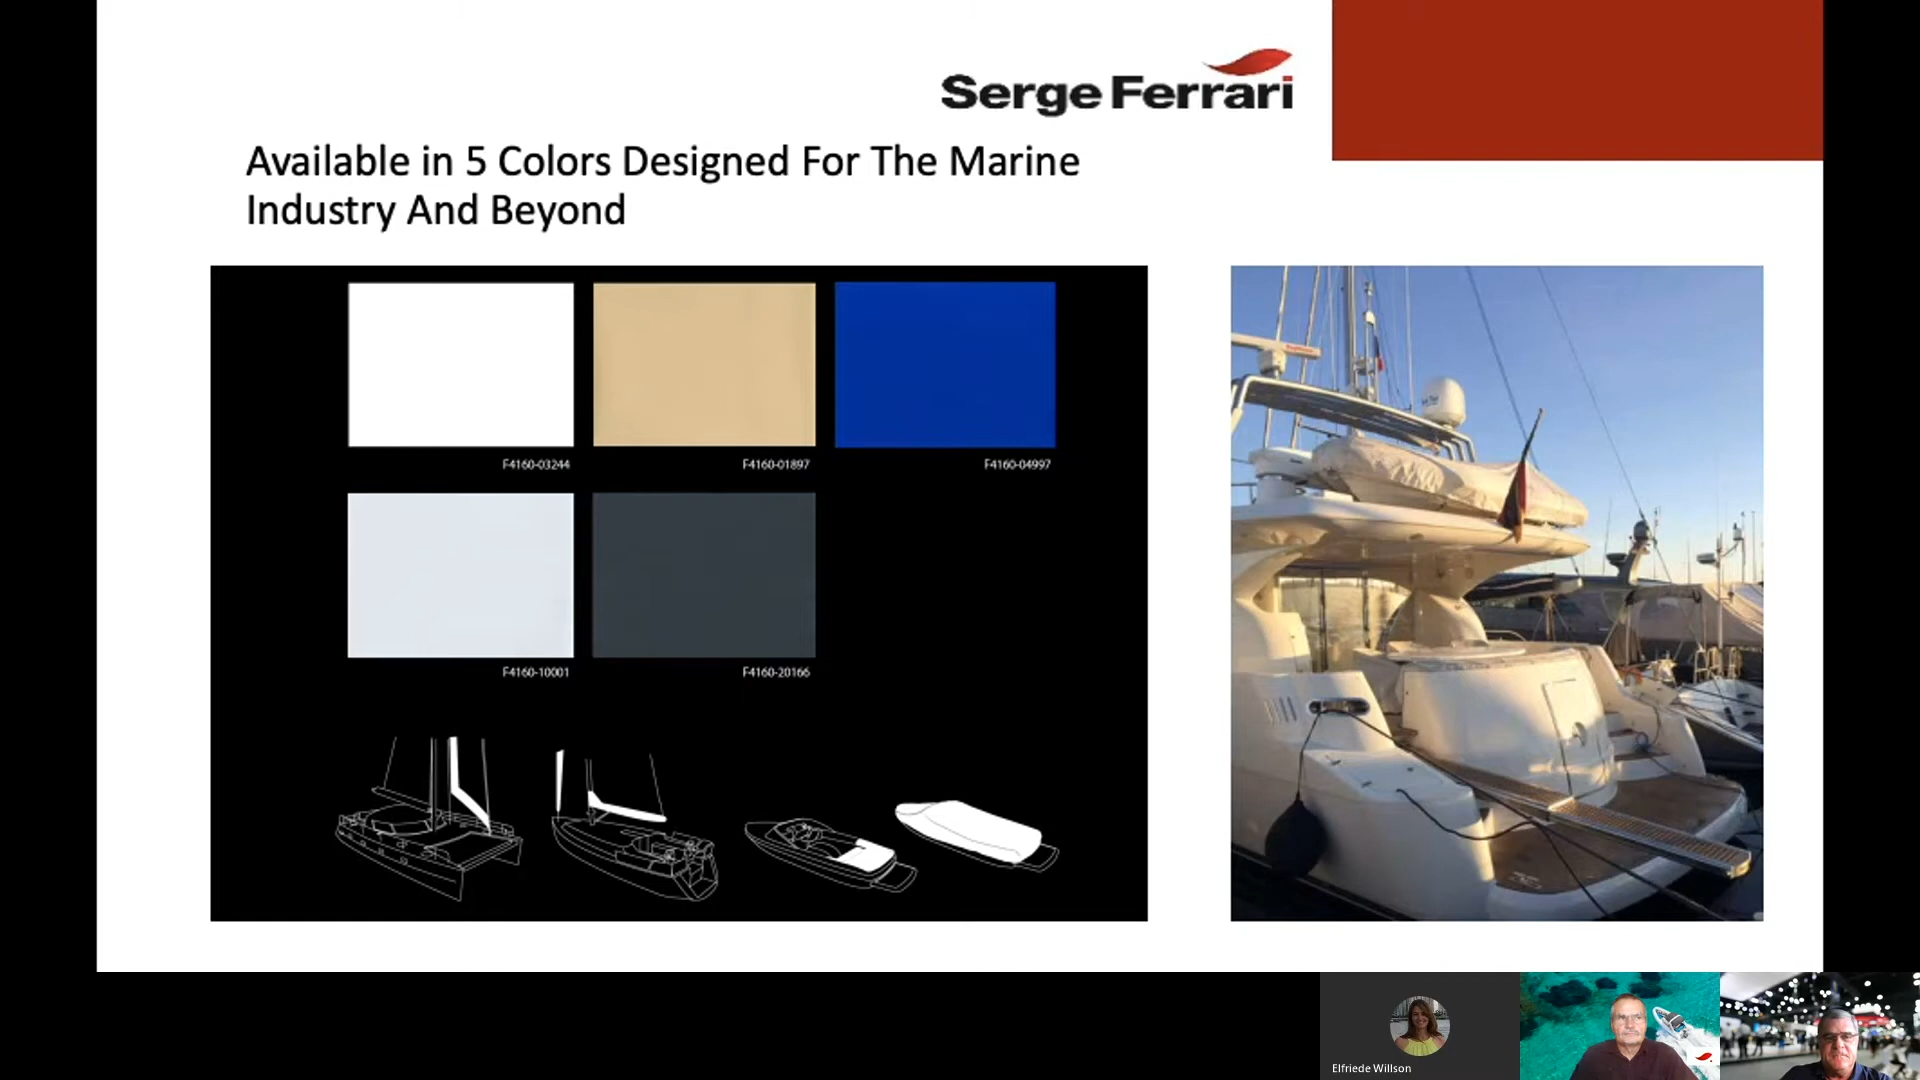 Serge Ferrari
Available in 5 Colors Designed For The Marine
Industry And Beyond
F4160-03244
F4160-01897
F4160-04997
F4160-10001
F4160-20166
Elfriede Willson